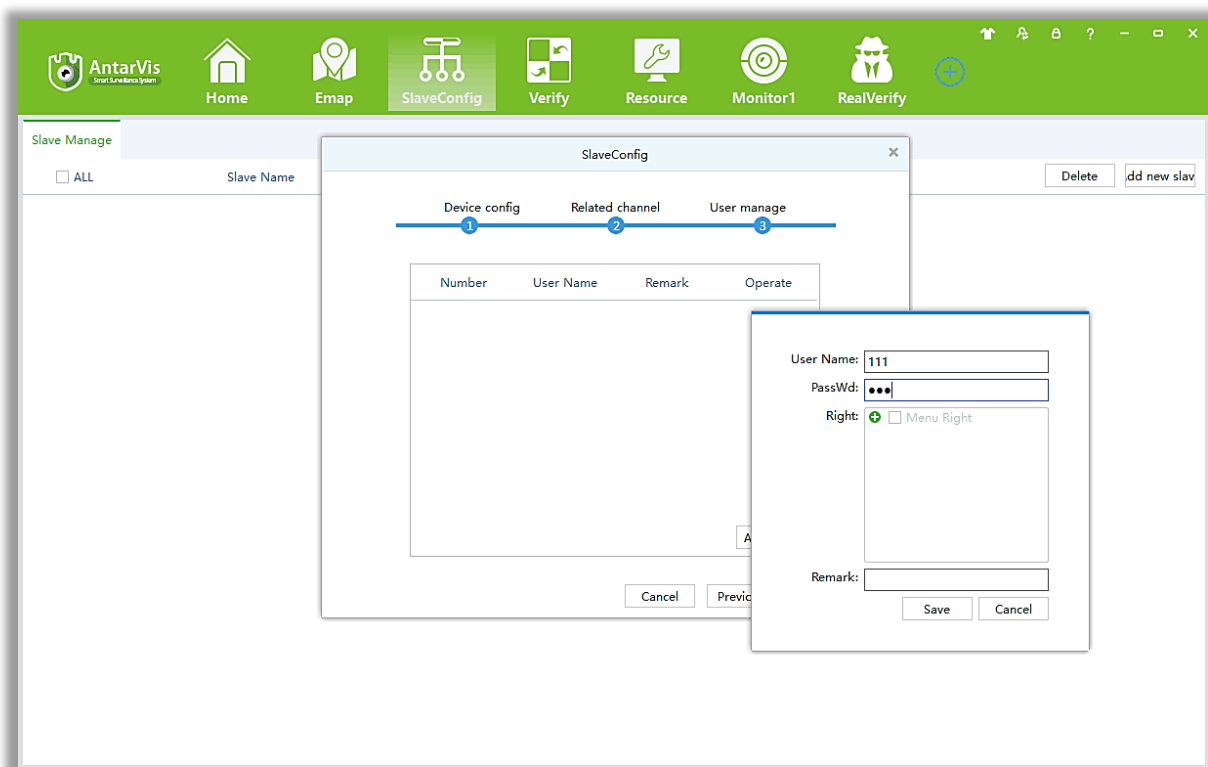 AntarVis
Smart Surveillance System
Home
Emap
SlaveConfig
Verify
Resource
Monitor1
RealVerify
?
Slave Manage
ALL
Slave Name
Delete
dd new slav
SlaveConfig
Device config
Related channel
User manage
1
2
3
Number
User Name
Remark
Operate
User Name:
111
PassWd:
●●●
Right:
Menu Right
Remark:
Save
Cancel
A
Cancel
Previo